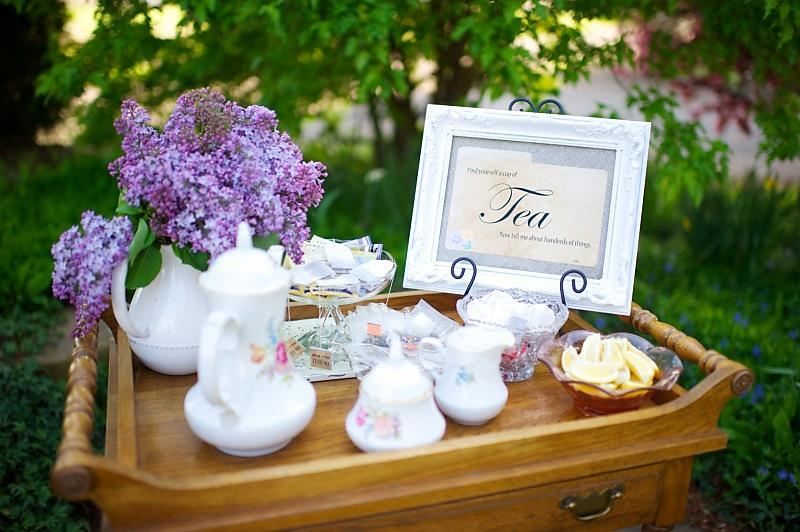 Find yourself a cup of
Tea
Now tell me about hundreds of things